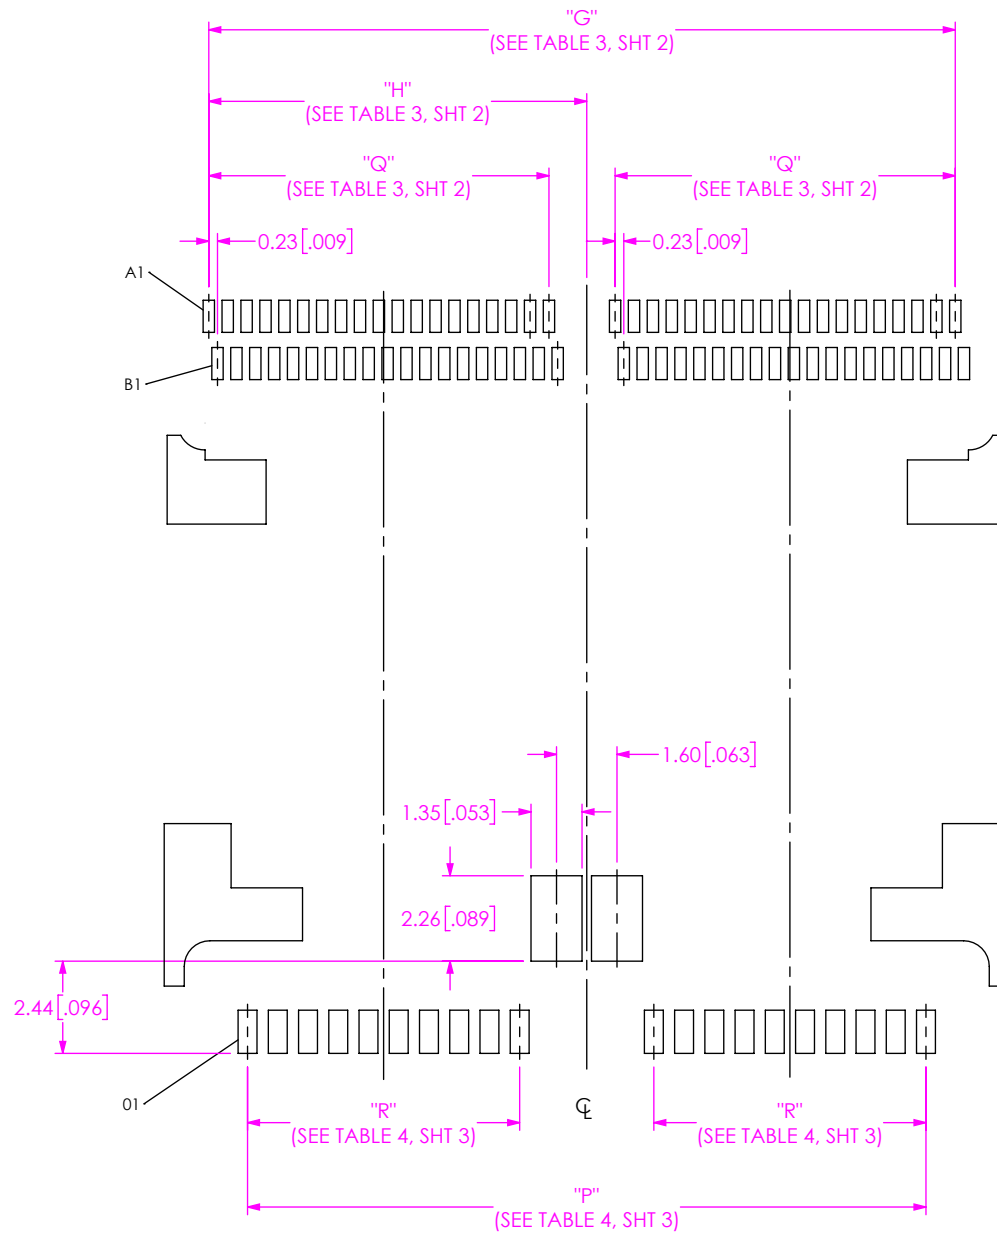 "G"
(SEE TABLE 3, SHT 2)
"H"
(SEE TABLE 3, SHT 2)
"Q"
(SEE TABLE 3, SHT 2)
"Q"
(SEE TABLE 3, SHT 2)
0.23[.009]
0.23[.009]
A1
B1
1.60[.063]
1.35[.053]
2.26[.089]
2.44[.096]
01
℄
"R"
(SEE TABLE 4, SHT 3)
"R"
(SEE TABLE 4, SHT 3)
"P"
(SEE TABLE 4, SHT 3)